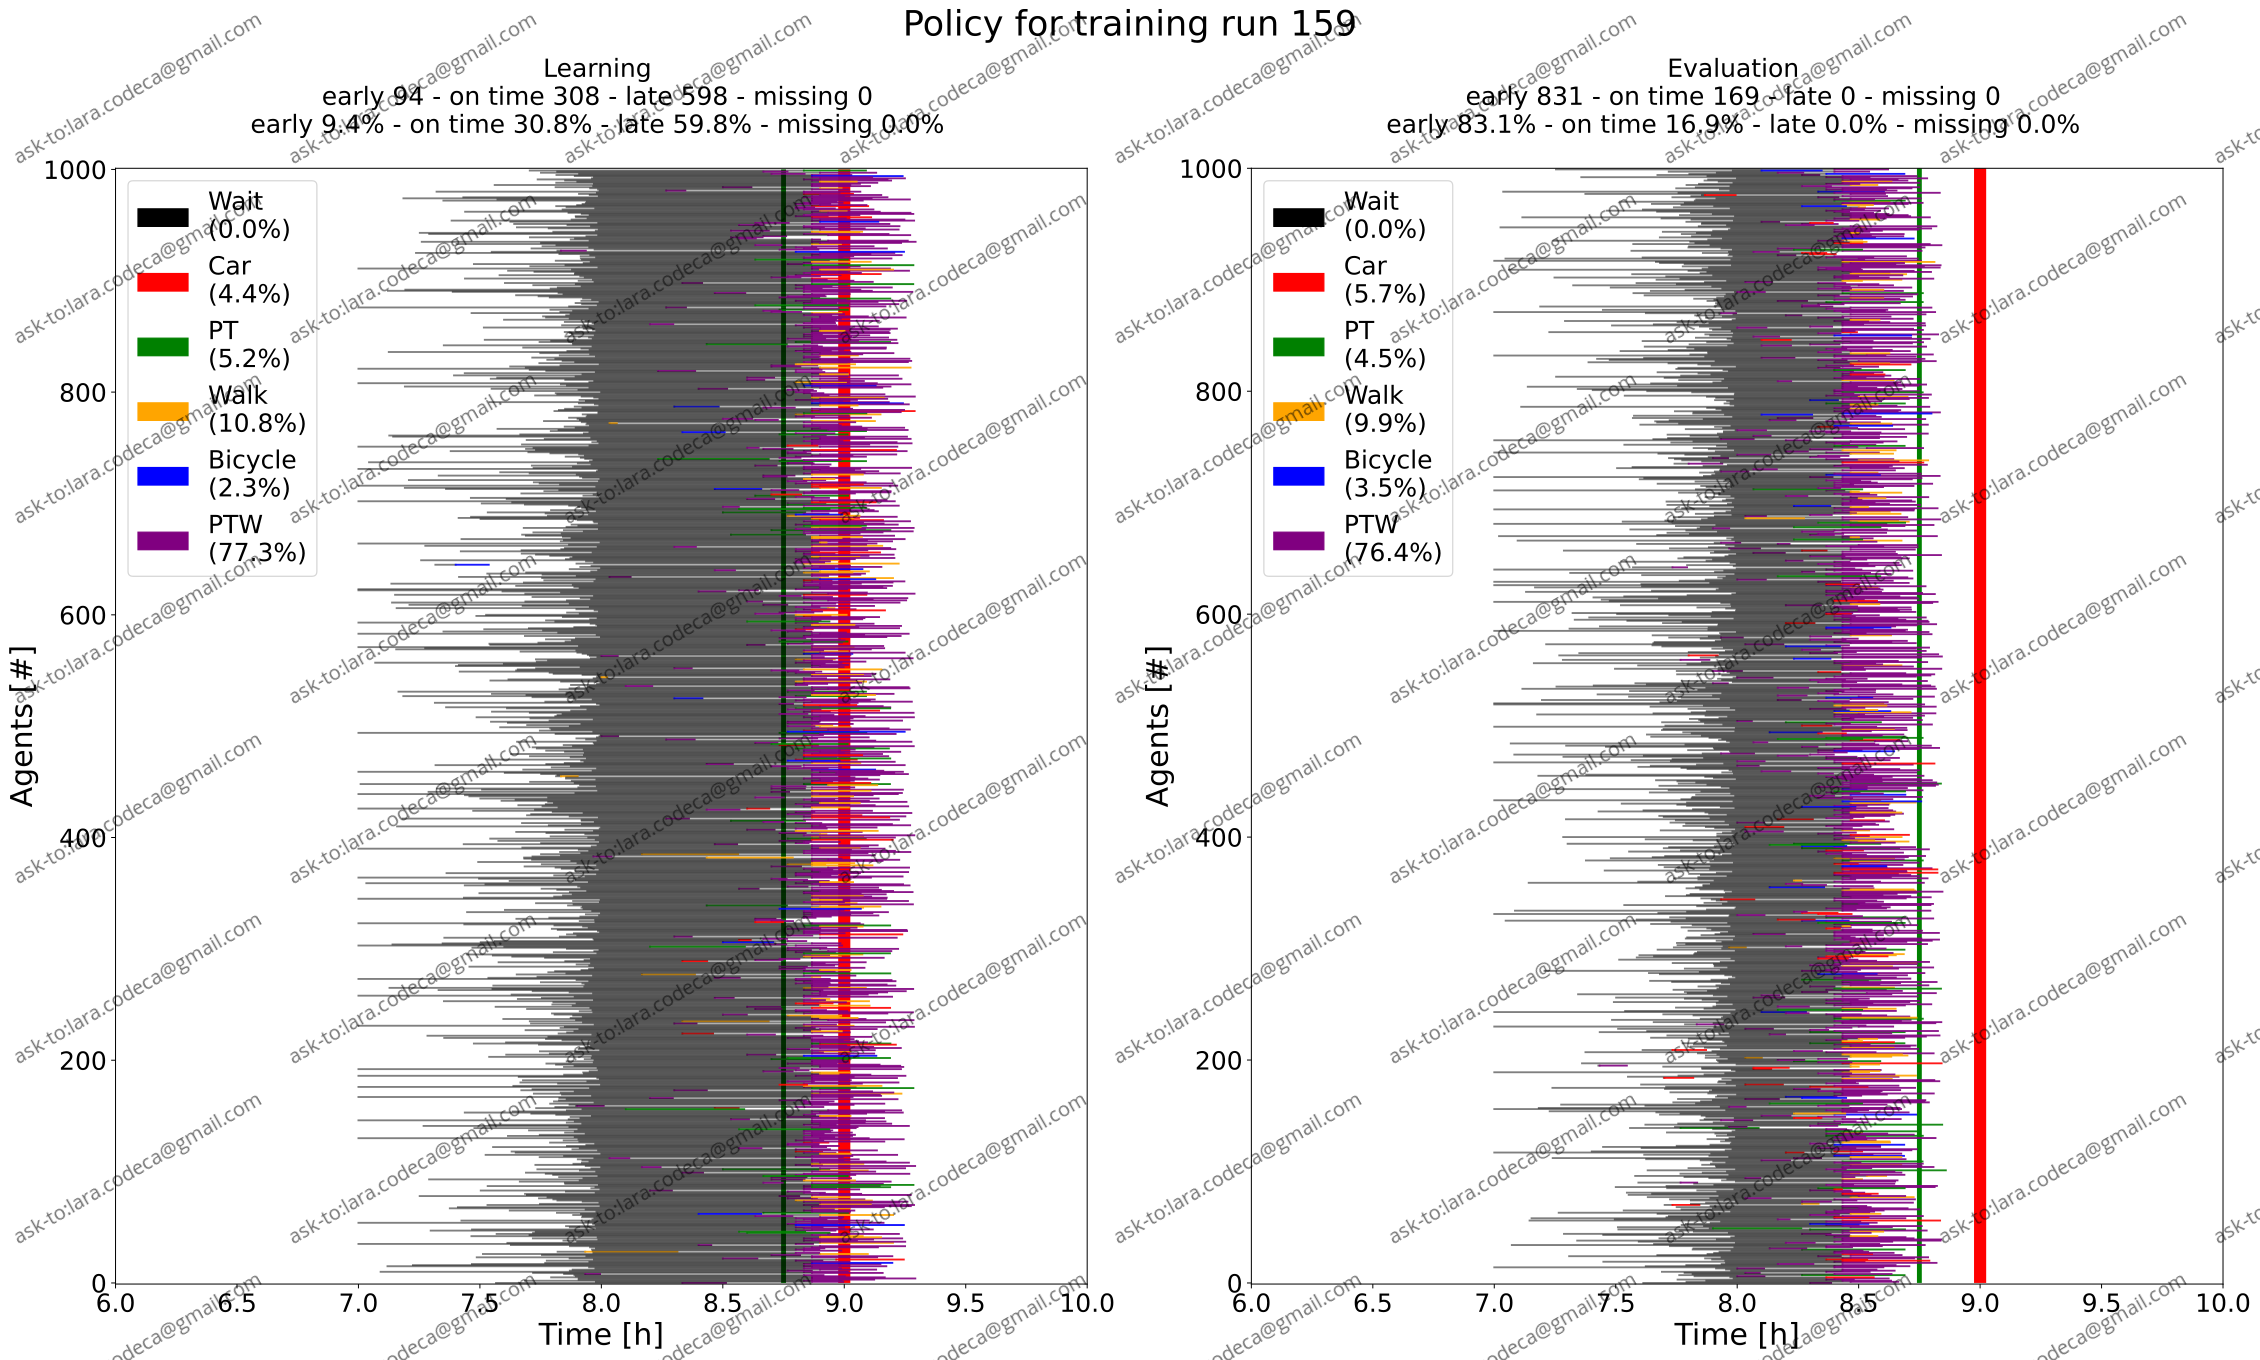 Policy for training run 159
Learning
early 94 - on time 308 - late 598 - missing 0
early 9.4% - on time 30.8% - late 59.8% - missing 0.0%
1000
800
600
400
200
0
Agents [#]
Wait
(0.0%)
Car
(4.4%)
PT
(5.2%)
Walk
(10.8%)
Bicycle
(2.3%)
PTW
(77.3%)
6.0 6.5 7.0 7.5 8.0 8.5 9.0 9.5 10.0
Time [h]
Evaluation
early 831 - on time 169 - late 0 - missing 0
early 83.1% - on time 16.9% - late 0.0% - missing 0.0%
1000
800
600
400
200
0
Agents [#]
Wait
(0.0%)
Car
(5.7%)
PT
(4.5%)
Walk
(9.9%)
Bicycle
(3.5%)
PTW
(76.4%)
6.0 6.5 7.0 7.5 8.0 8.5 9.0 9.5 10.0
Time [h]
ask-to:lara.codeca@gmail.com